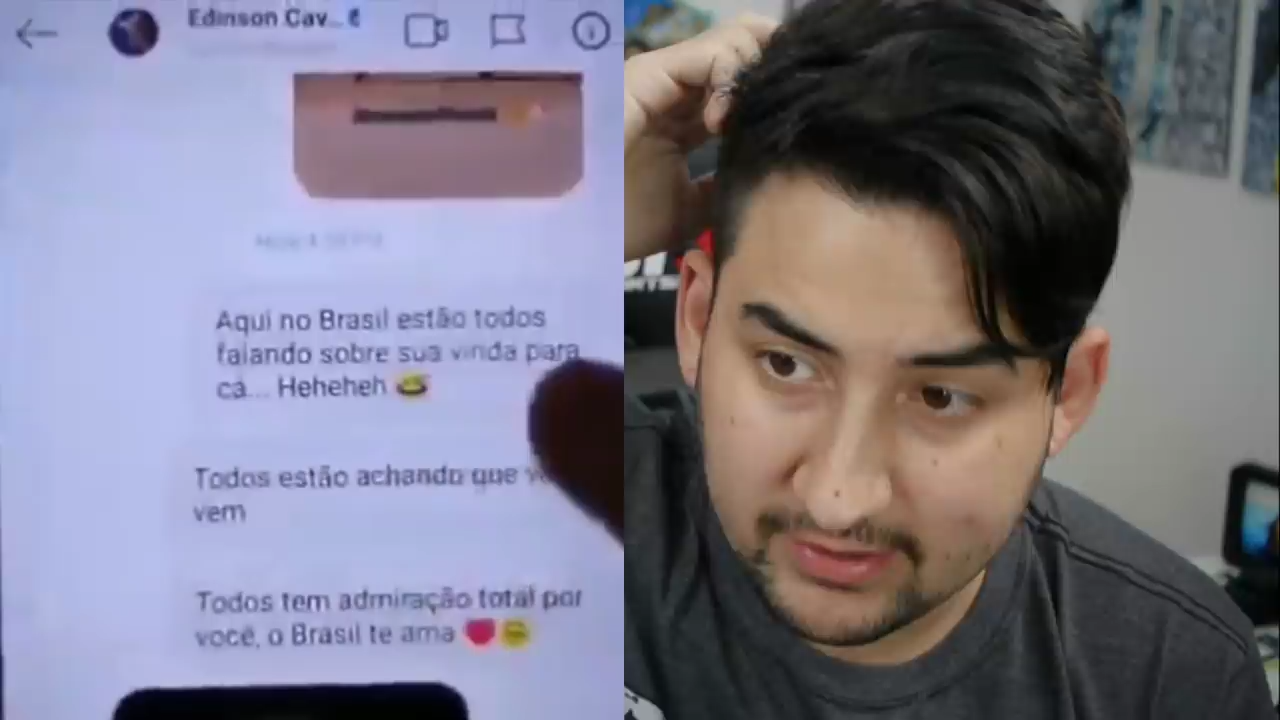 Edinson Cav...
Aqui no Brasil estão todos
falando sobre sua vinda para
cá... Heheheh
Todos estão achando que
vem
Todos tem admiração total por
você, o Brasil te ama